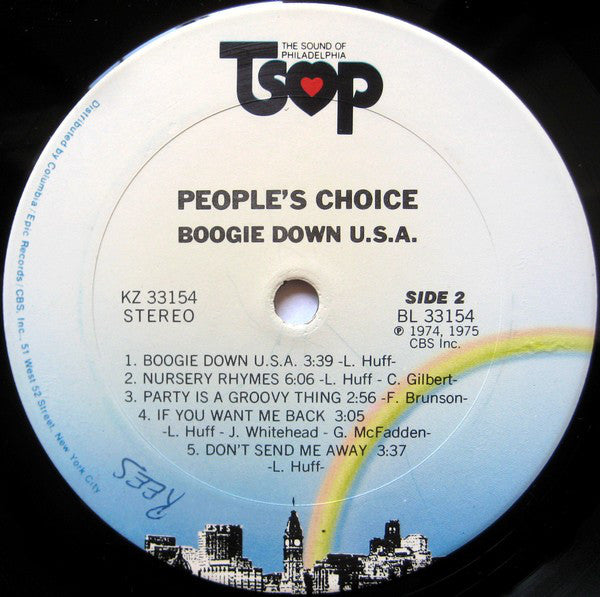 THE SOUND OF
PHILADELPHIA
TSOP
PEOPLE'S CHOICE
BOOGIE DOWN U.S.A.
KZ 33154
STEREO
SIDE 2
BL 33154
℗ 1974, 1975
CBS Inc.
1. BOOGIE DOWN U.S.A. 3:39 -L. Huff-
2. NURSERY RHYMES 6:06 -L. Huff - C. Gilbert-
3. PARTY IS A GROOVY THING 2:56 -F. Brunson-
4. IF YOU WANT ME BACK 3:05
-L. Huff - J. Whitehead - G. McFadden-
5. DON'T SEND ME AWAY 3:37
-L. Huff-
Distributed by Columbia/Epic Records/CBS, Inc., 51 West 52 Street, New York City
REES